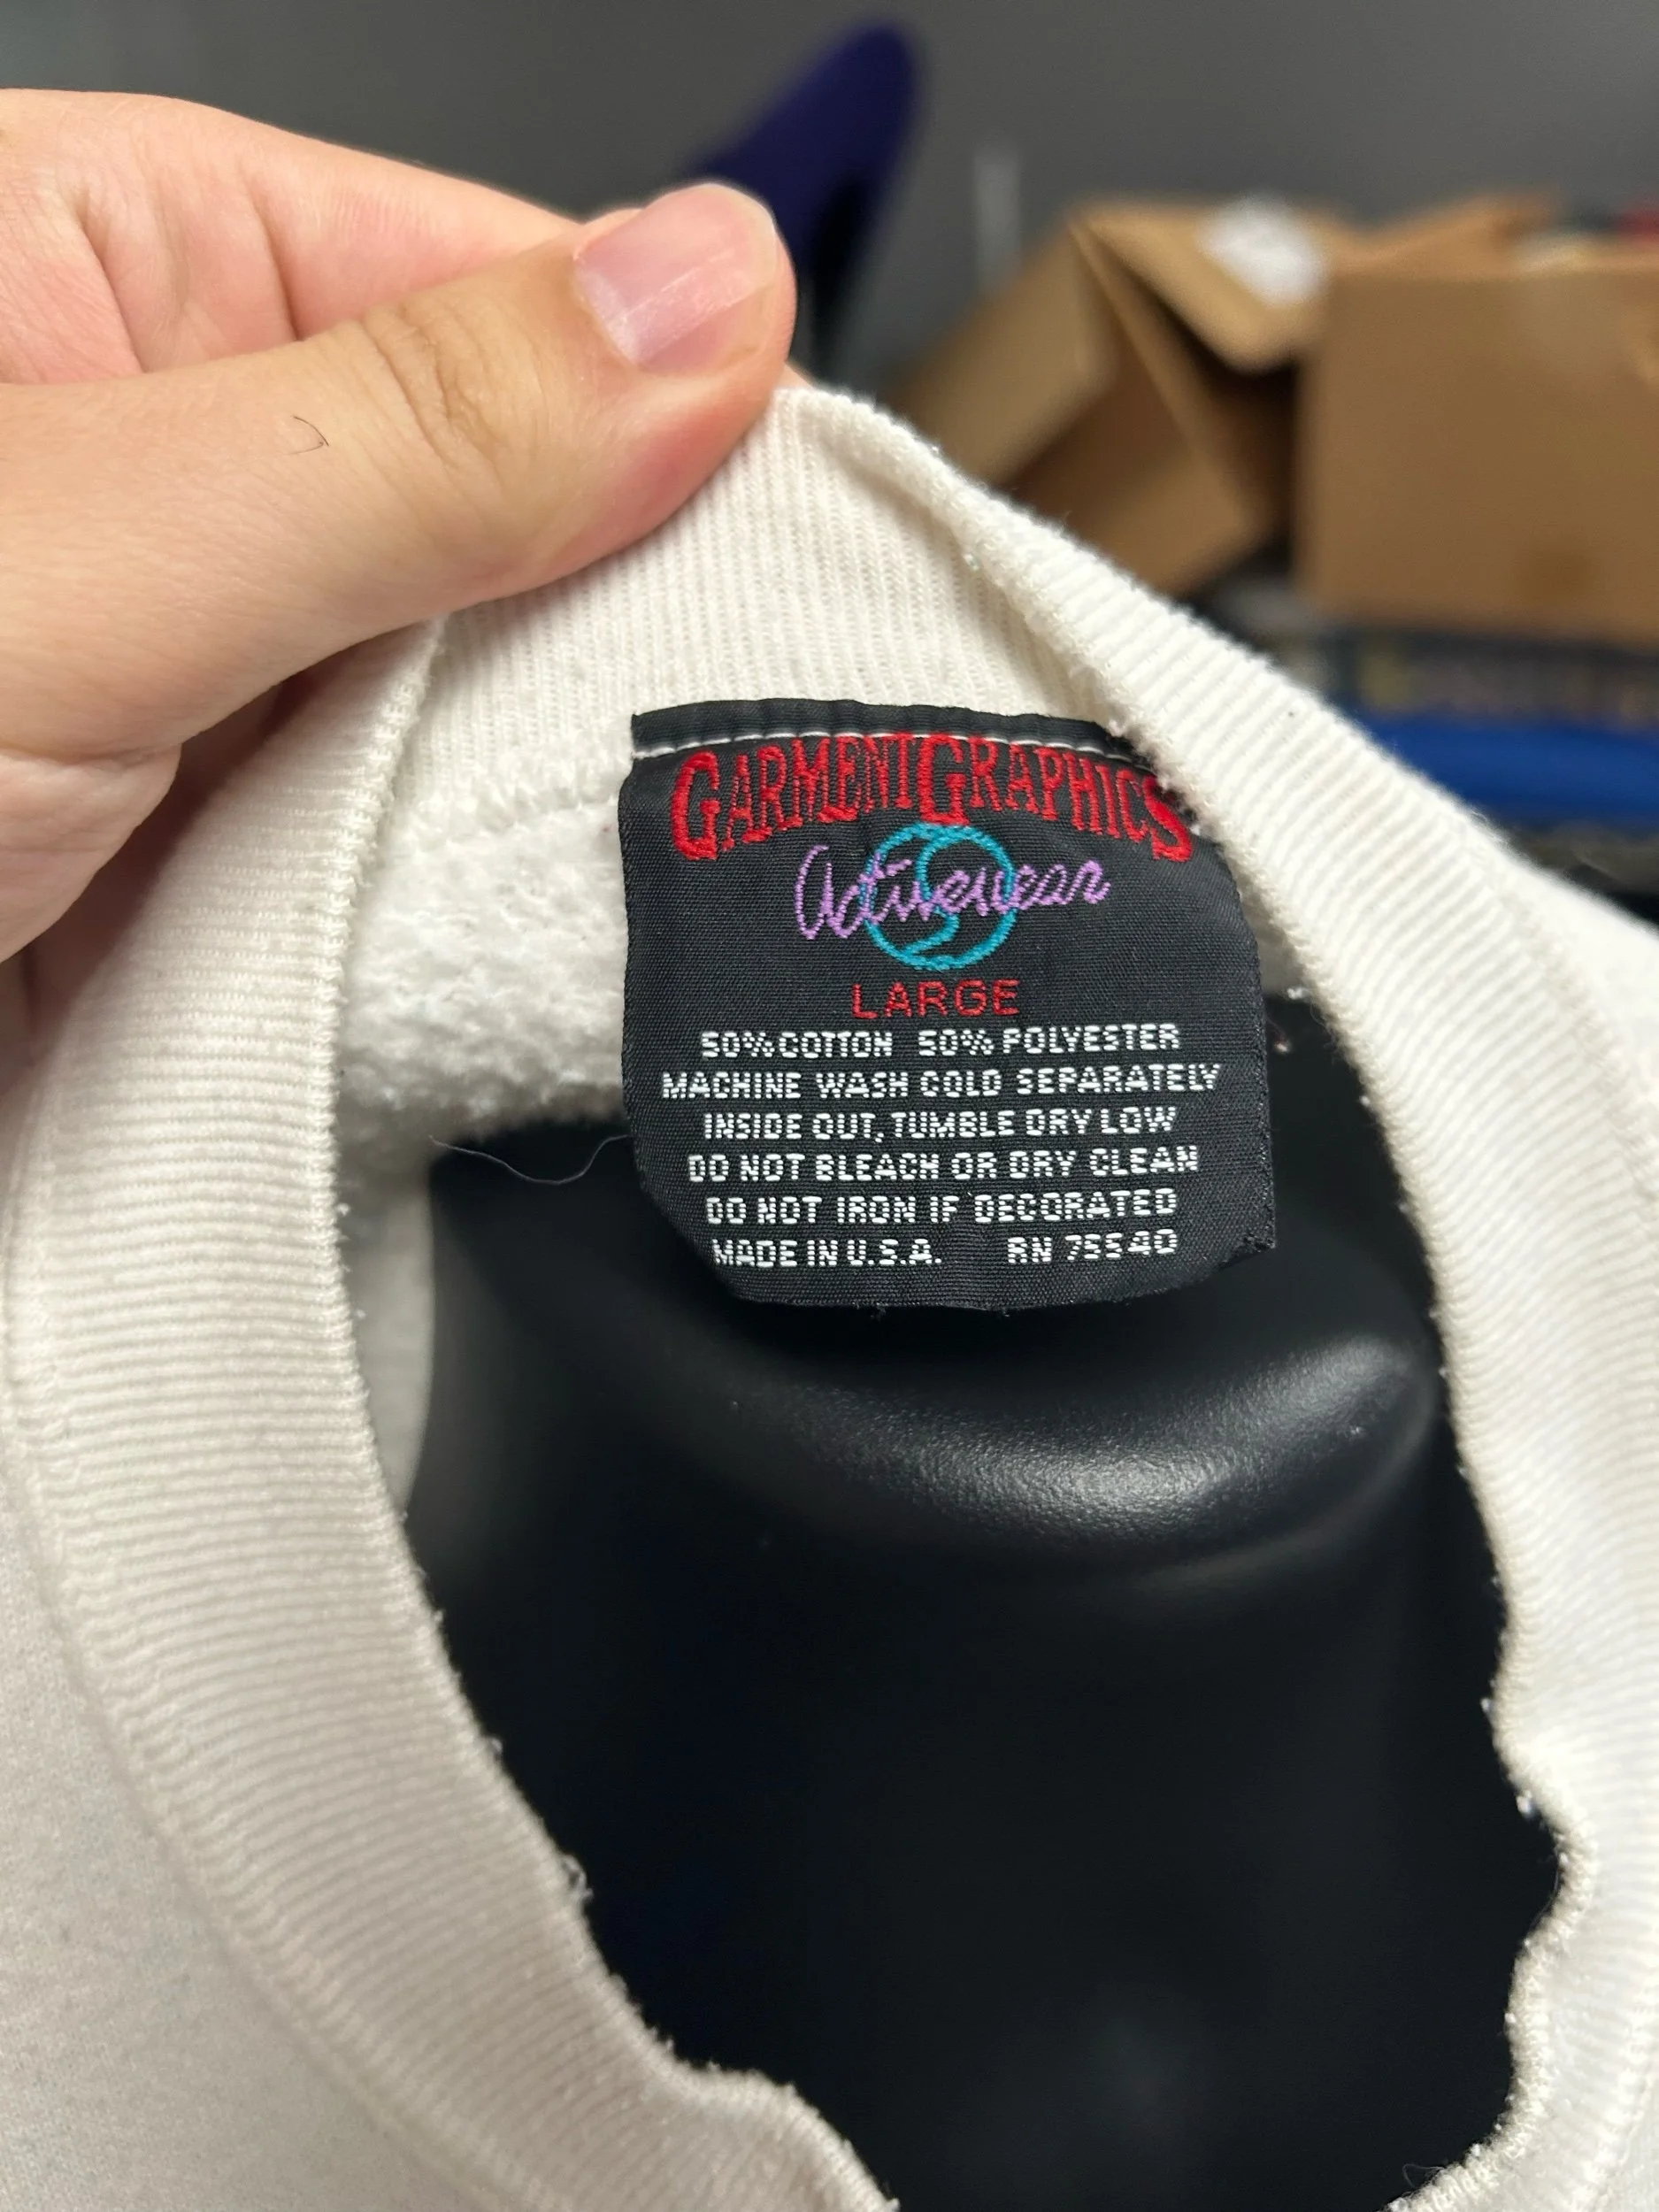 GARMENTGRAPHICS
Activewear
LARGE
50% COTTON 50% POLYESTER
MACHINE WASH COLD SEPARATELY
INSIDE OUT, TUMBLE DRY LOW
DO NOT BLEACH OR DRY CLEAN
DO NOT IRON IF DECORATED
MADE IN U.S.A. RN 75540